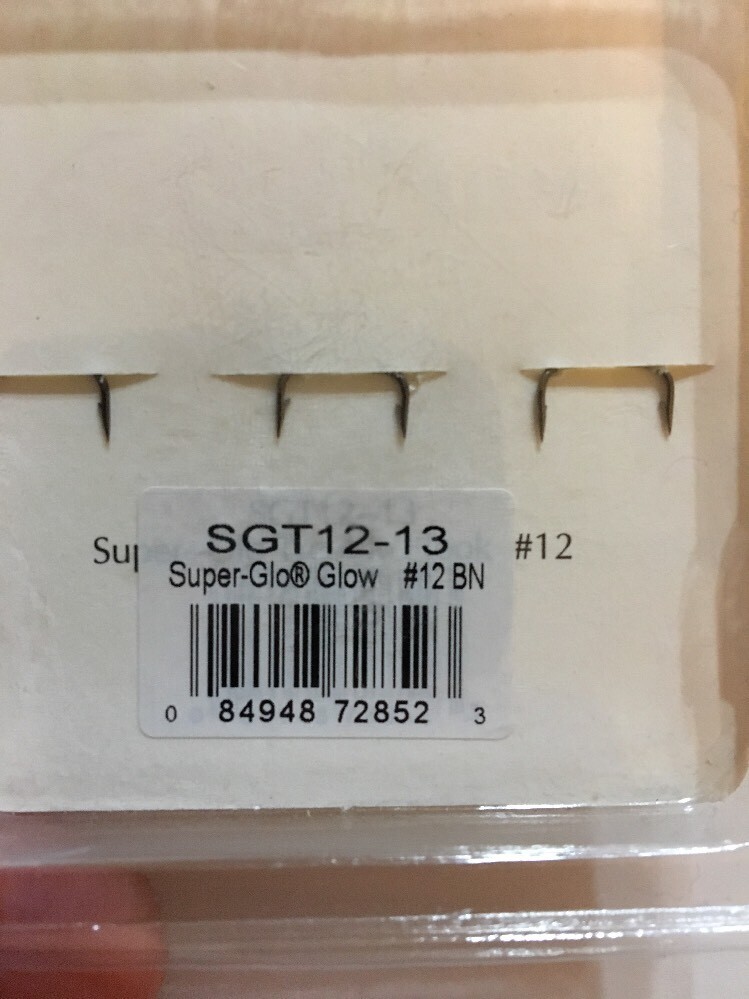 SGT12-13
Sup #12
Super-Glo® Glow #12 BN
0 84948 72852 3